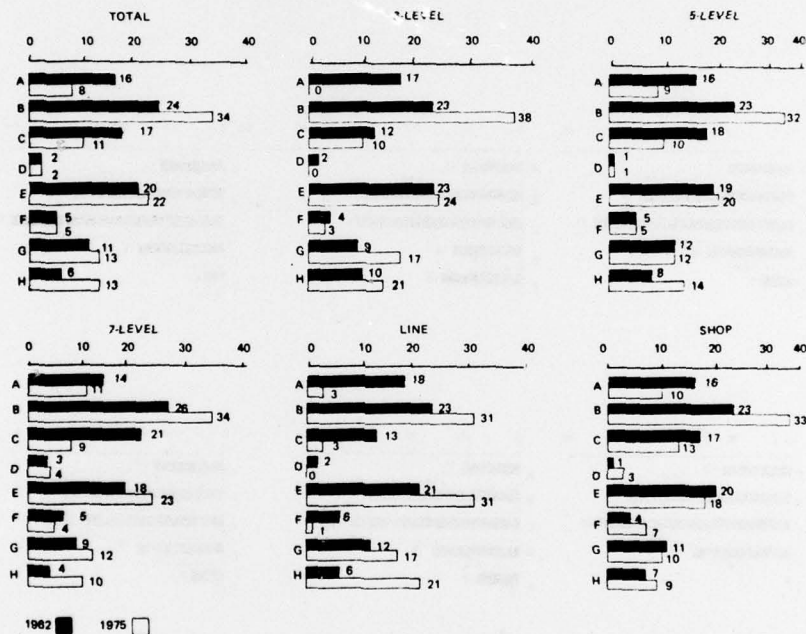 TOTAL
0 10 20 30 40
A 16
8
B 24
34
C 17
11
D 2
2
E 20
22
F 5
5
G 11
13
H 6
13
-LEVEL
0 10 20 30 40
A 17
0
B 23
38
C 12
10
D 2
0
E 23
24
F 4
3
G 9
17
H 10
21
5-LEVEL
0 10 20 30 40
A 16
9
B 23
32
C 18
10
D 1
1
E 19
20
F 5
5
G 12
12
H 8
14
7-LEVEL
0 10 20 30 40
A 14
11
B 26
34
C 21
9
D 3
4
E 18
23
F
4
G 9
12
H 4
10
LINE
0 10 20 30 40
A 18
3
B 23
31
C 13
3
D 2
0
E 21
31
F 6
1
G 12
17
H 6
21
SHOP
0 10 20 30 40
A 16
10
B 23
33
C 17
13
D 1
3
E 20
18
F 4
7
G 11
10
H 7
9
1962 1975